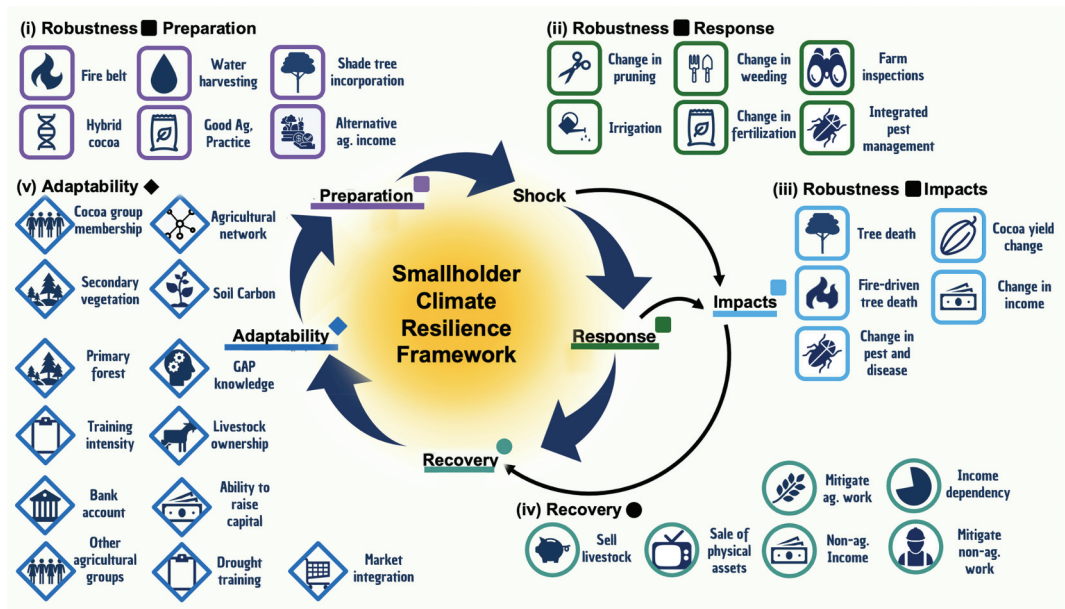 (i) Robustness Preparation
Fire belt
Water
harvesting
Shade tree
incorporation
Hybrid
cocoa
Good Ag,
Practice
Alternative
ag. income
(ii) Robustness Response
Change in
pruning
Change in
weeding
Farm
inspections
Irrigation
Change in
fertilization
Integrated
pest
management
(v) Adaptability
Cocoa group
membership
Agricultural
network
Secondary
vegetation
Soil Carbon
Primary
forest
GAP
knowledge
Training
intensity
Livestock
ownership
Bank
account
Ability to
raise
capital
Other
agricultural
groups
Drought
training
Market
integration
Preparation
Shock
Smallholder
Climate
Resilience
Framework
Adaptability
Response
Impacts
Recovery
(iii) Robustness Impacts
Tree death
Cocoa yield
change
Fire-driven
tree death
Change in
income
Change in
pest and
disease
(iv) Recovery
Sell
livestock
Sale of
physical
assets
Mitigate
ag. work
Income
dependency
Non-ag.
Income
Mitigate
non-ag.
work